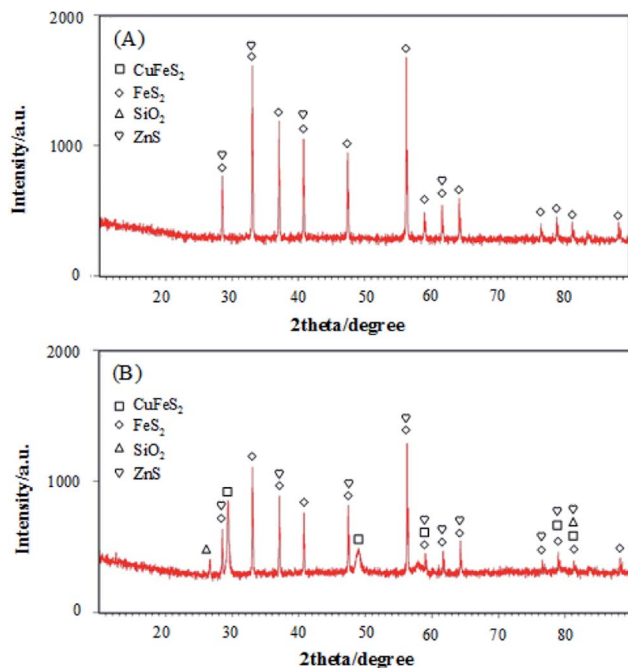 2000
(A)
□ CuFeS₂
◇ FeS₂
△ SiO₂
▽ ZnS
1000
0
Intensity/a.u.
20 30 40 50 60 70 80
2theta/degree
2000
(B)
□ CuFeS₂
◇ FeS₂
△ SiO₂
▽ ZnS
1000
0
Intensity/a.u.
20 30 40 50 60 70 80
2theta/degree